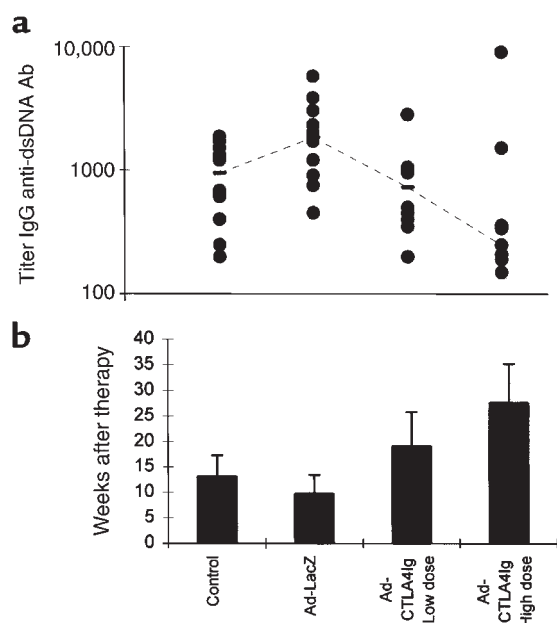 a
Titer IgG anti-dsDNA Ab
10,000
1000
100
b
Weeks after therapy
40
35
30
25
20
15
10
5
0
Control
Ad-LacZ
Ad-
CTLA4Ig
Low dose
Ad-
CTLA4Ig
High dose